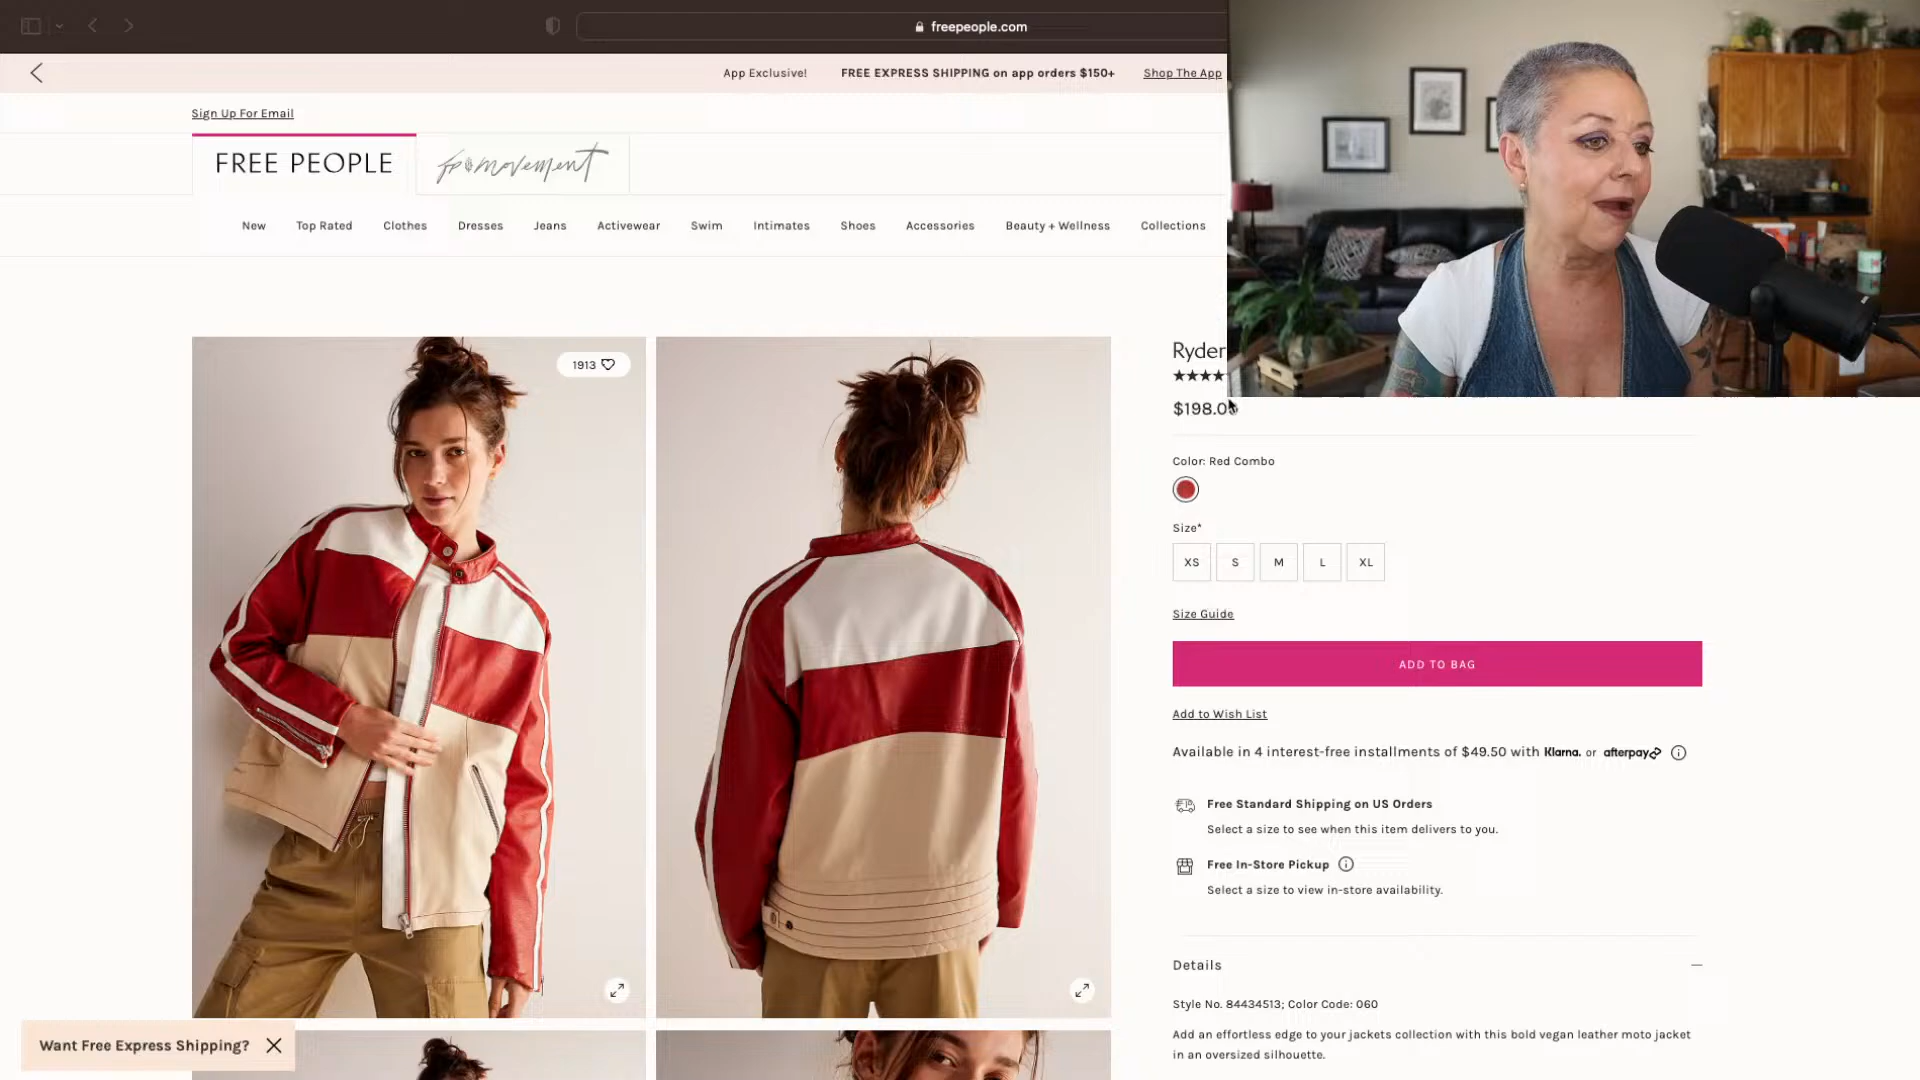 freepeople.com
App Exclusive! FREE EXPRESS SHIPPING on app orders $150+ Shop The App
Sign Up For Email
FREE PEOPLE
fp movement
New Top Rated Clothes Dresses Jeans Activewear Swim Intimates Shoes Accessories Beauty + Wellness Collections
1913
Ryder
$198.0
Color: Red Combo
Size*
XS S M L XL
Size Guide
ADD TO BAG
Add to Wish List
Available in 4 interest-free installments of $49.50 with Klarna. or afterpay
Free Standard Shipping on US Orders
Select a size to see when this item delivers to you.
Free In-Store Pickup
Select a size to view in-store availability.
Details
Style No. 84434513; Color Code: 060
Add an effortless edge to your jackets collection with this bold vegan leather moto jacket
in an oversized silhouette.
Want Free Express Shipping?